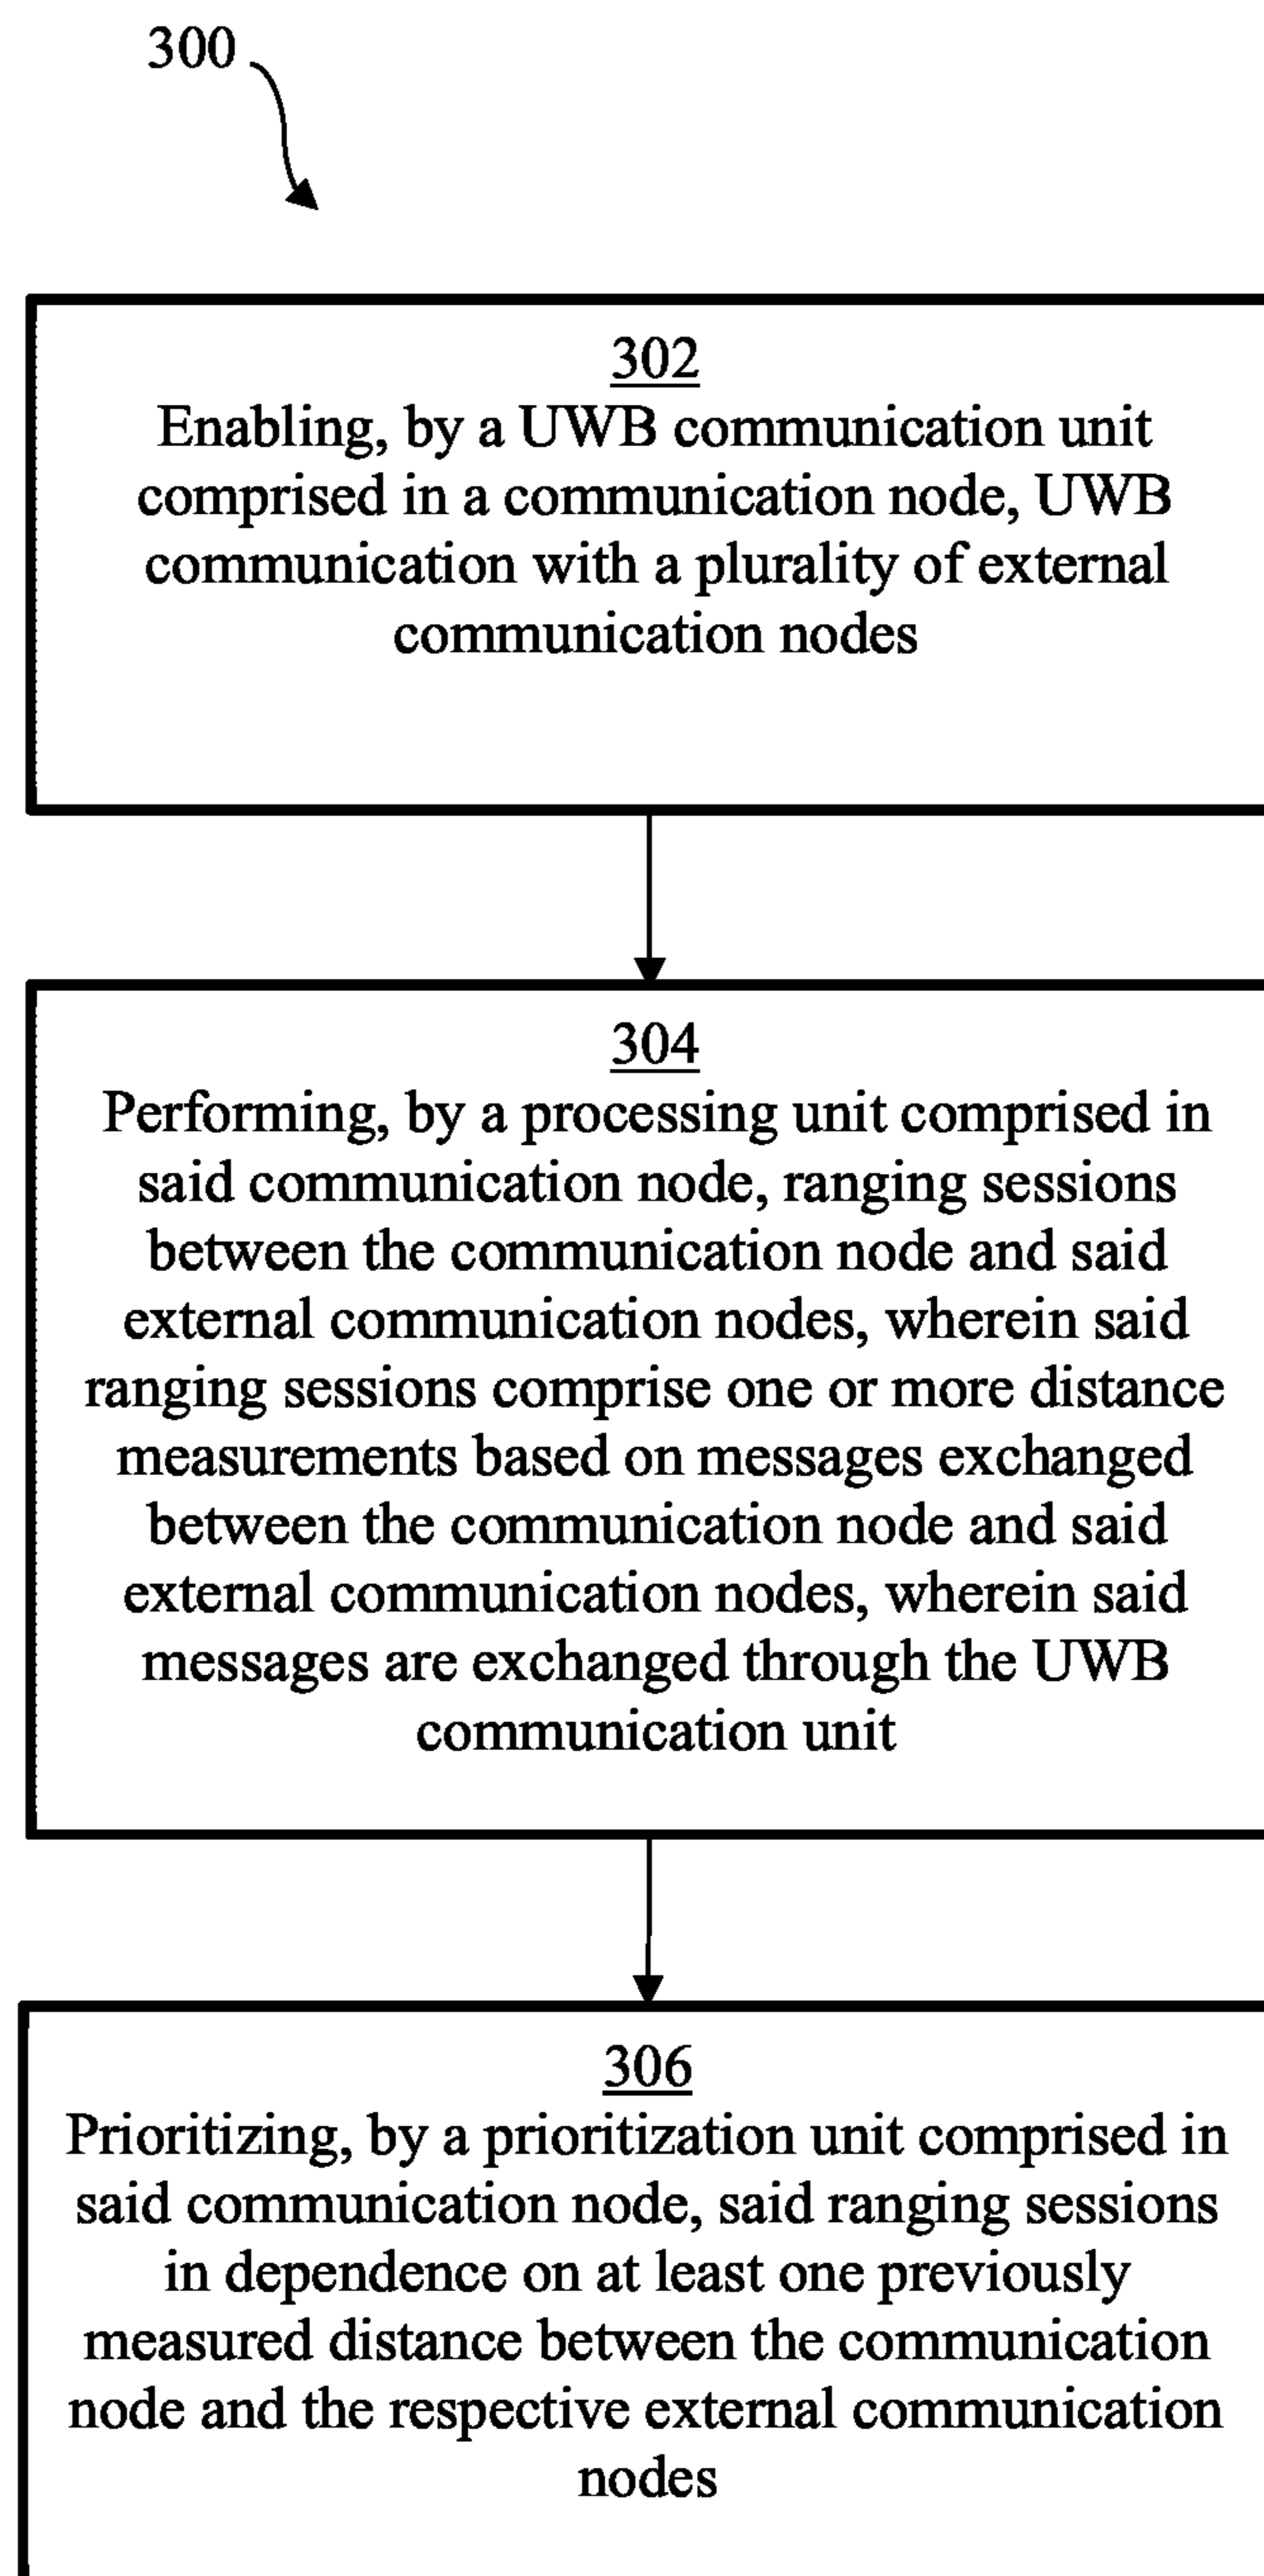 300
302
Enabling, by a UWB communication unit
comprised in a communication node, UWB
communication with a plurality of external
communication nodes
304
Performing, by a processing unit comprised in
said communication node, ranging sessions
between the communication node and said
external communication nodes, wherein said
ranging sessions comprise one or more distance
measurements based on messages exchanged
between the communication node and said
external communication nodes, wherein said
messages are exchanged through the UWB
communication unit
306
Prioritizing, by a prioritization unit comprised in
said communication node, said ranging sessions
in dependence on at least one previously
measured distance between the communication
node and the respective external communication
nodes